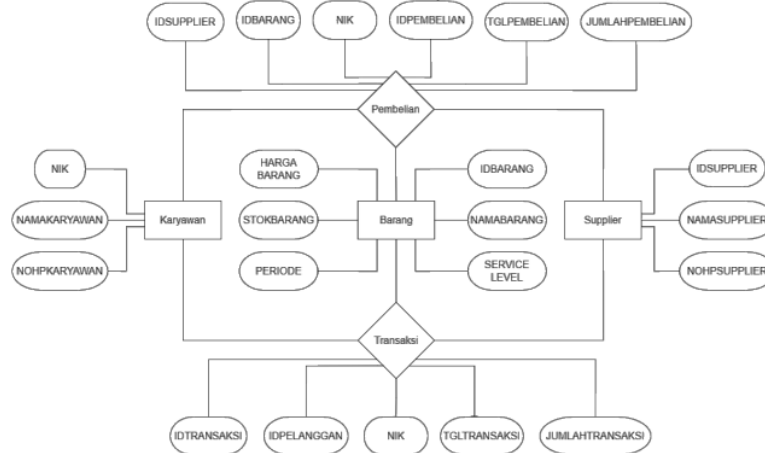 IDSUPPLIER
IDBARANG
NIK
IDPEMBELIAN
TGLPEMBELIAN
JUMLAHPEMBELIAN
Pembelian
NIK
HARGA
BARANG
IDBARANG
IDSUPPLIER
NAMAKARYAWAN
Karyawan
STOKBARANG
Barang
NAMABARANG
Supplier
NAMASUPPLIER
NOHPKARYAWAN
PERIODE
SERVICE
LEVEL
NOHPSUPPLIER
Transaksi
IDTRANSAKSI
IDPELANGGAN
NIK
TGLTRANSAKSI
JUMLAHTRANSAKSI